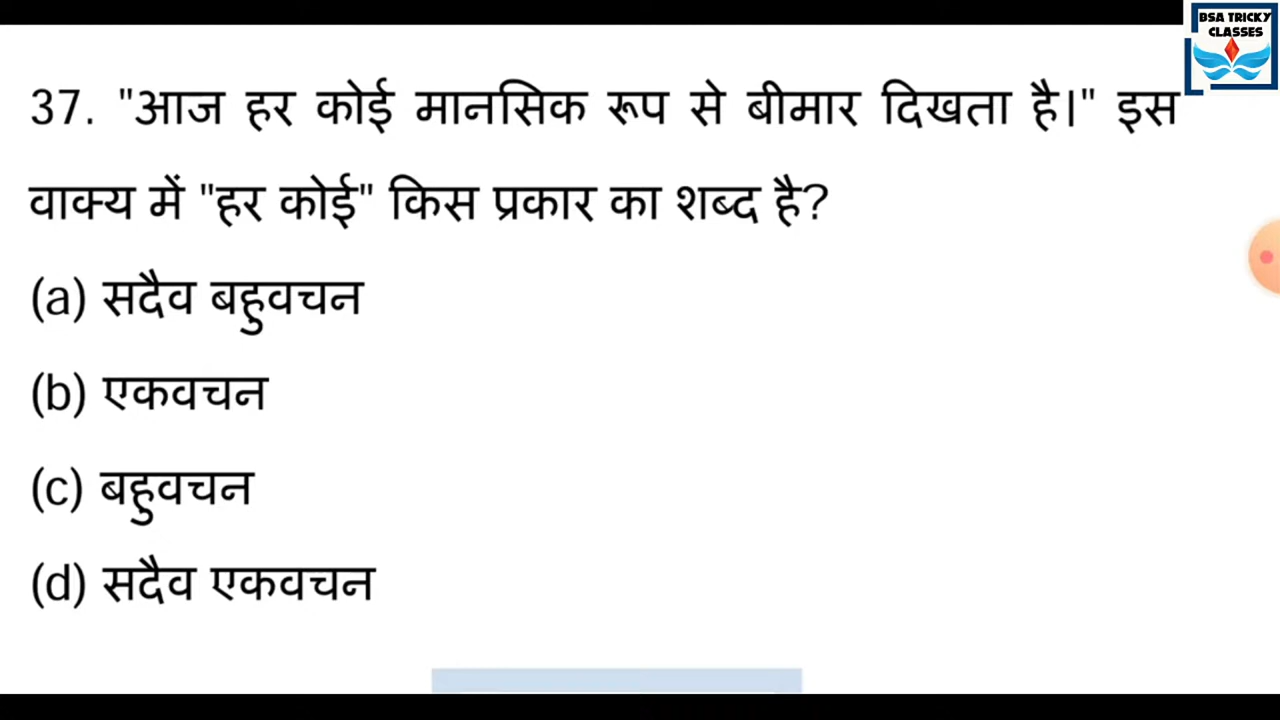 BSA TRICKY
CLASSES
37. "आज हर कोई मानसिक रूप से बीमार दिखता है।" इस
वाक्य में "हर कोई" किस प्रकार का शब्द है?
(a) सदैव बहुवचन
(b) एकवचन
(c) बहुवचन
(d) सदैव एकवचन